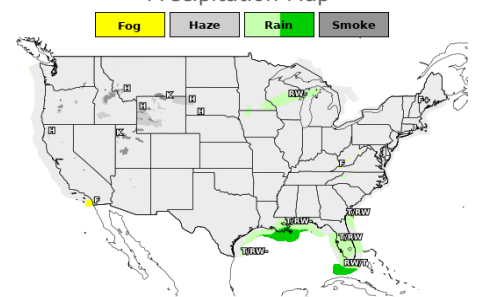 Precipitation Map
Fog Haze Rain Smoke
RW-
H
K
H
H
H
F+
H
K
F
F
T/RW-
T/RW
T/RW
T/RW-
RW/T,